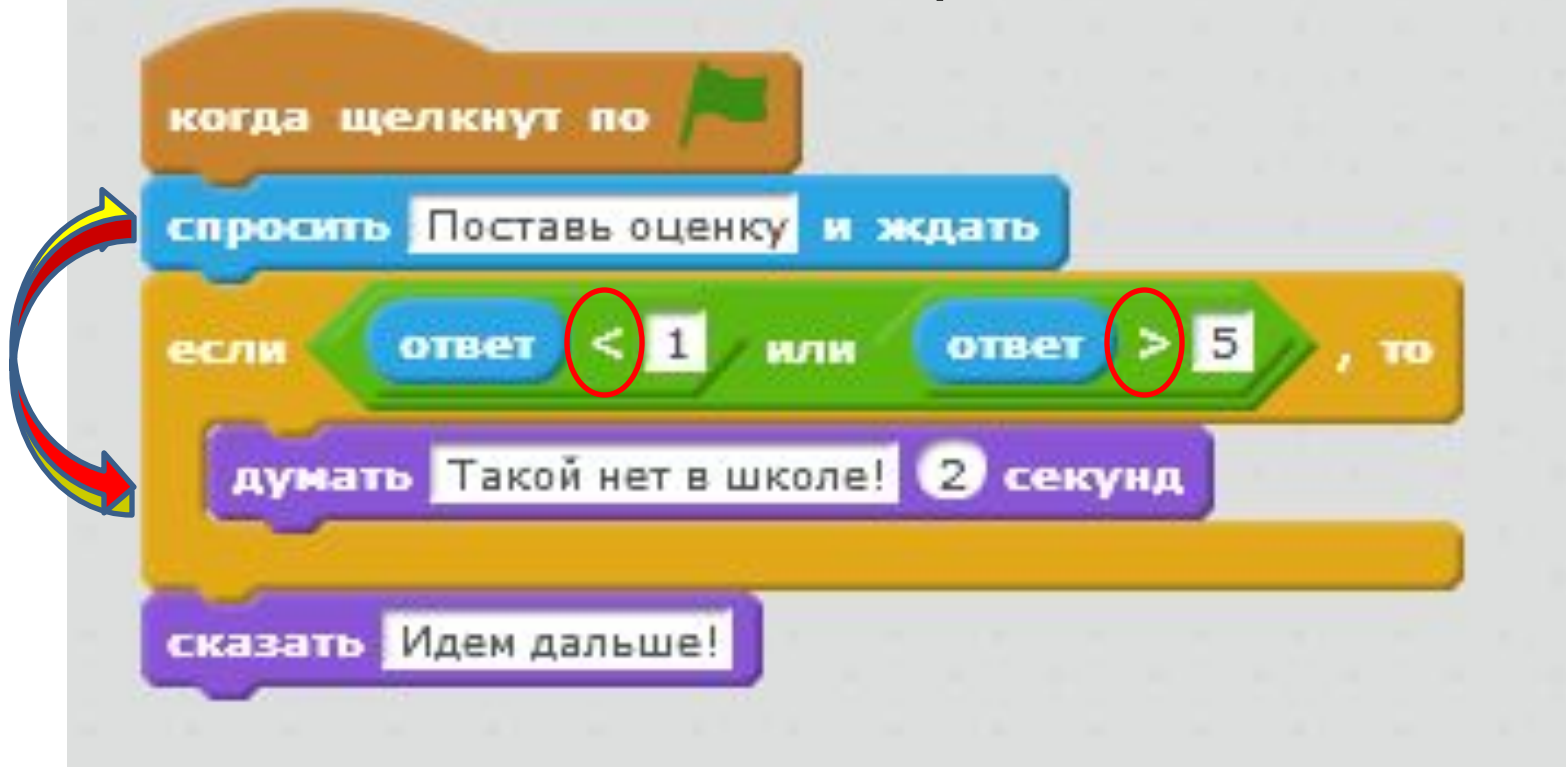 когда щелкнут по
спросить Поставь оценку и ждать
если ответ < 1 или ответ > 5 , то
думать Такой нет в школе! 2 секунд
сказать Идем дальше!